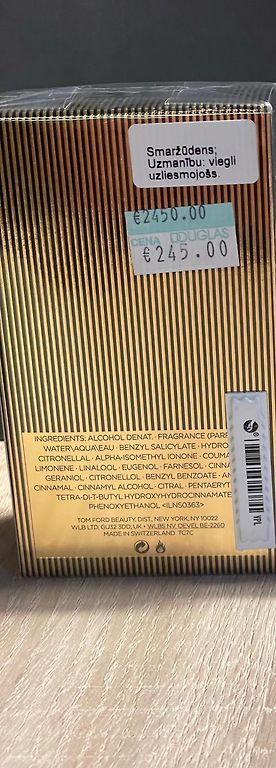 Smaržūdens;
Uzmanību: viegli
uzliesmojošs.
€2450.00
CENA DOUGLAS
€245.00
INGREDIENTS: ALCOHOL DENAT. · FRAGRANCE (PARF
WATER\AQUA\EAU · BENZYL SALICYLATE · HYDRO
CITRONELLAL · ALPHA-ISOMETHYL IONONE · COUMA
LIMONENE · LINALOOL · EUGENOL · FARNESOL · CINNA
GERANIOL · CITRONELLOL · BENZYL BENZOATE · AN
CINNAMAL · CINNAMYL ALCOHOL · CITRAL · PENTAERYT
TETRA-DI-T-BUTYL HYDROXYHYDROCINNAMATE
PHENOXYETHANOL <ILN50363>
TOM FORD BEAUTY, DIST., NEW YORK, NY 10022
WLB LTD, GU32 3DD, UK · WLBS NV, OEVEL BE-2260
MADE IN SWITZERLAND TC7C
YPL